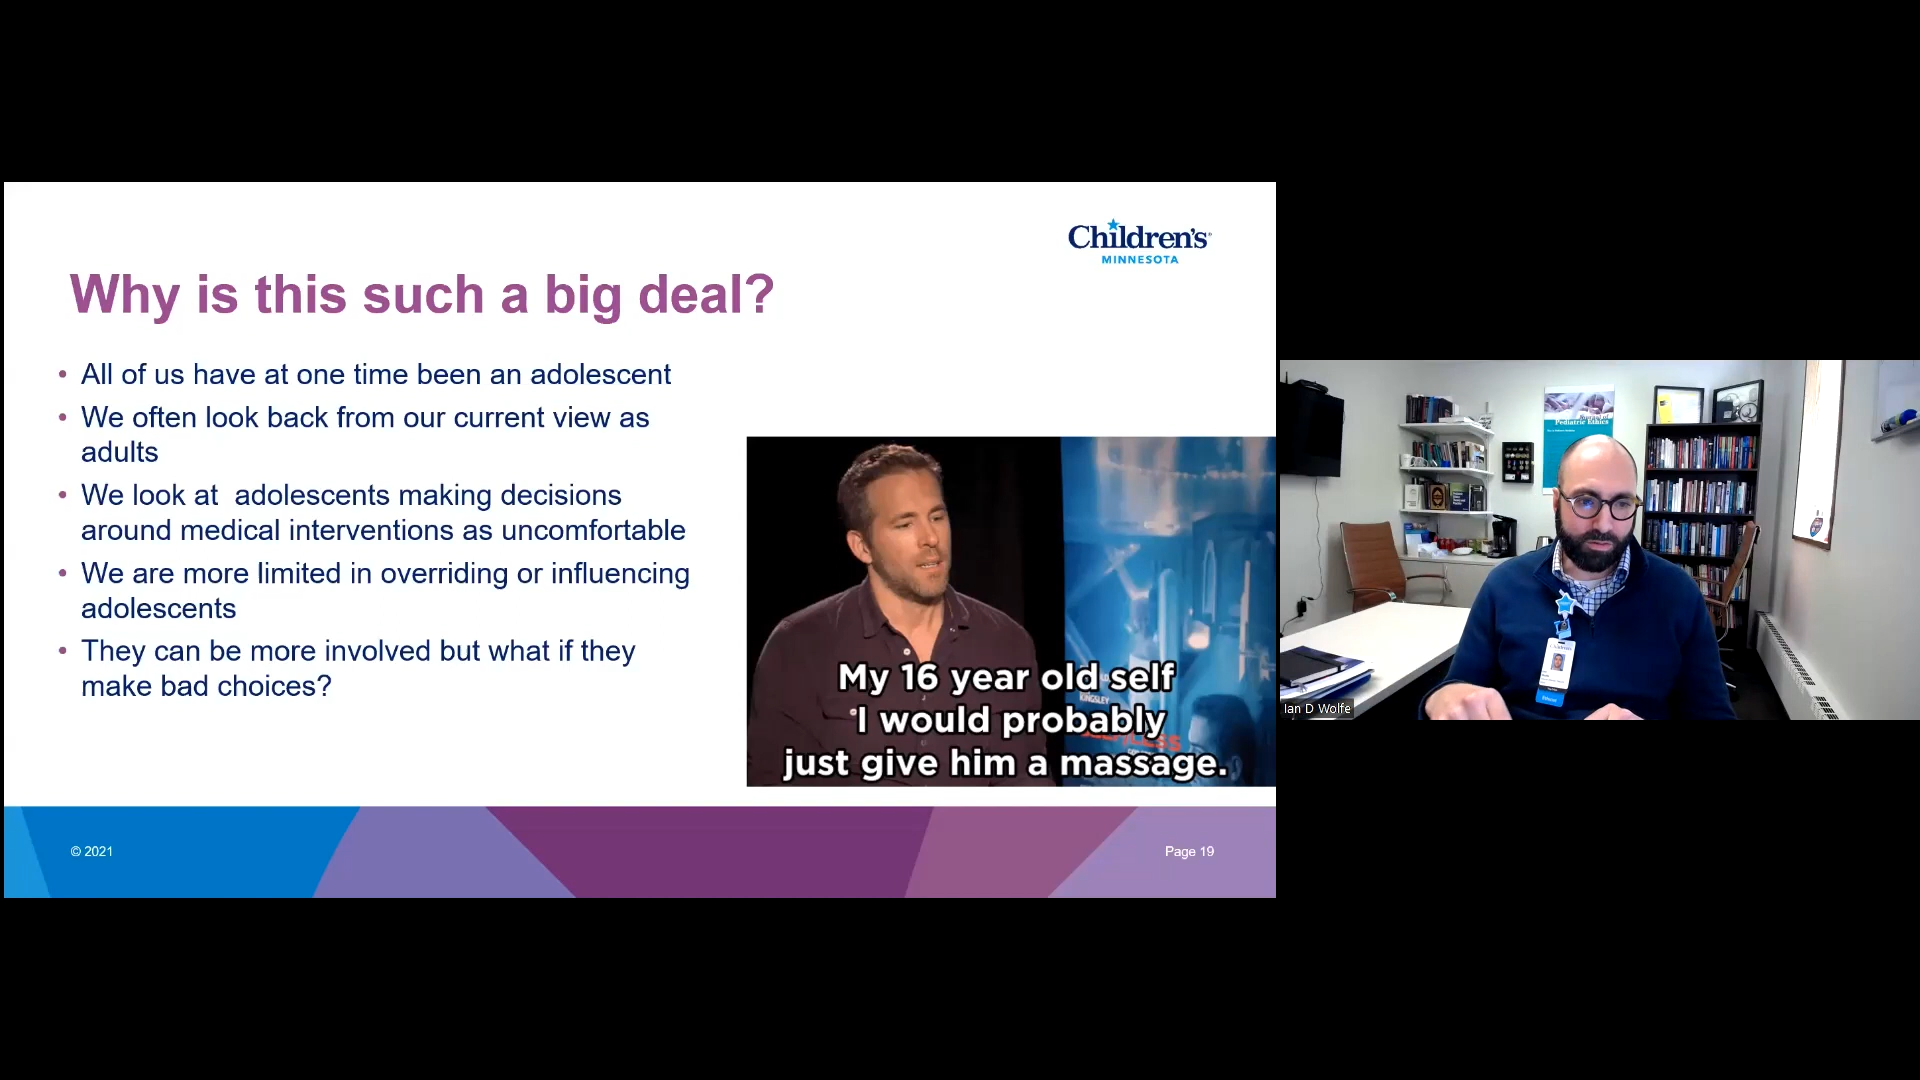 Children's
MINNESOTA
Why is this such a big deal?
• All of us have at one time been an adolescent
• We often look back from our current view as
adults
• We look at  adolescents making decisions
around medical interventions as uncomfortable
• We are more limited in overriding or influencing
adolescents
• They can be more involved but what if they
make bad choices?
KINGSLEY
My 16 year old self
I would probably
just give him a massage.
© 2021
Page 19
Pediatric Ethics
Ian D Wolfe